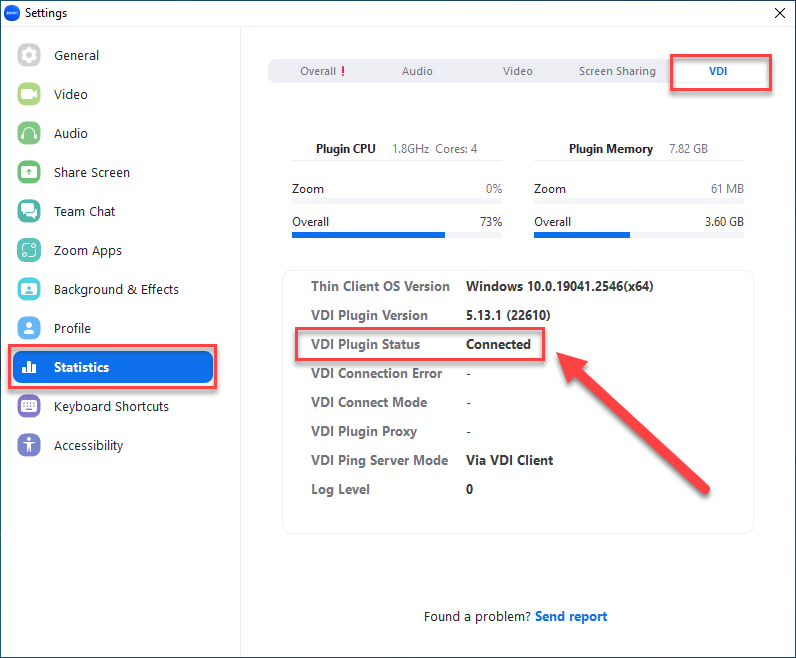 Settings
General
Video
Audio
Share Screen
Team Chat
Zoom Apps
Background & Effects
Profile
Statistics
Keyboard Shortcuts
Accessibility
Overall ! Audio Video Screen Sharing VDI
Plugin CPU 1.8GHz Cores: 4 Plugin Memory 7.82 GB
Zoom 0% Zoom 61 MB
Overall 73% Overall 3.60 GB
Thin Client OS Version Windows 10.0.19041.2546(x64)
VDI Plugin Version 5.13.1 (22610)
VDI Plugin Status Connected
VDI Connection Error -
VDI Connect Mode -
VDI Plugin Proxy -
VDI Ping Server Mode Via VDI Client
Log Level 0
Found a problem? Send report